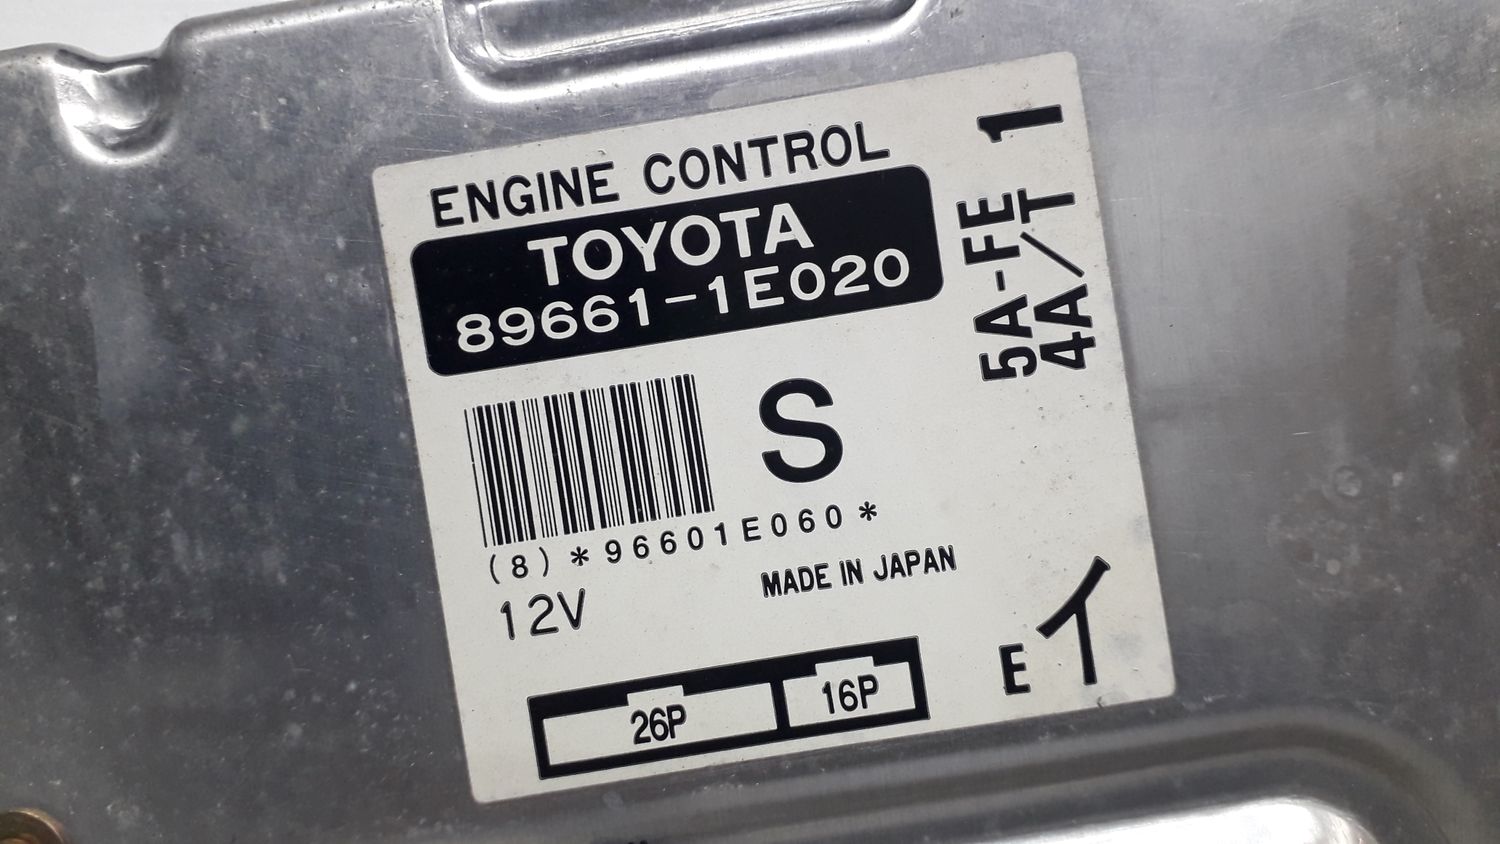 ENGINE CONTROL
TOYOTA
89661-1E020
S
(8) *96601E060*
12V
MADE IN JAPAN
26P
16P
5A-FE 1
4A/T
E イ